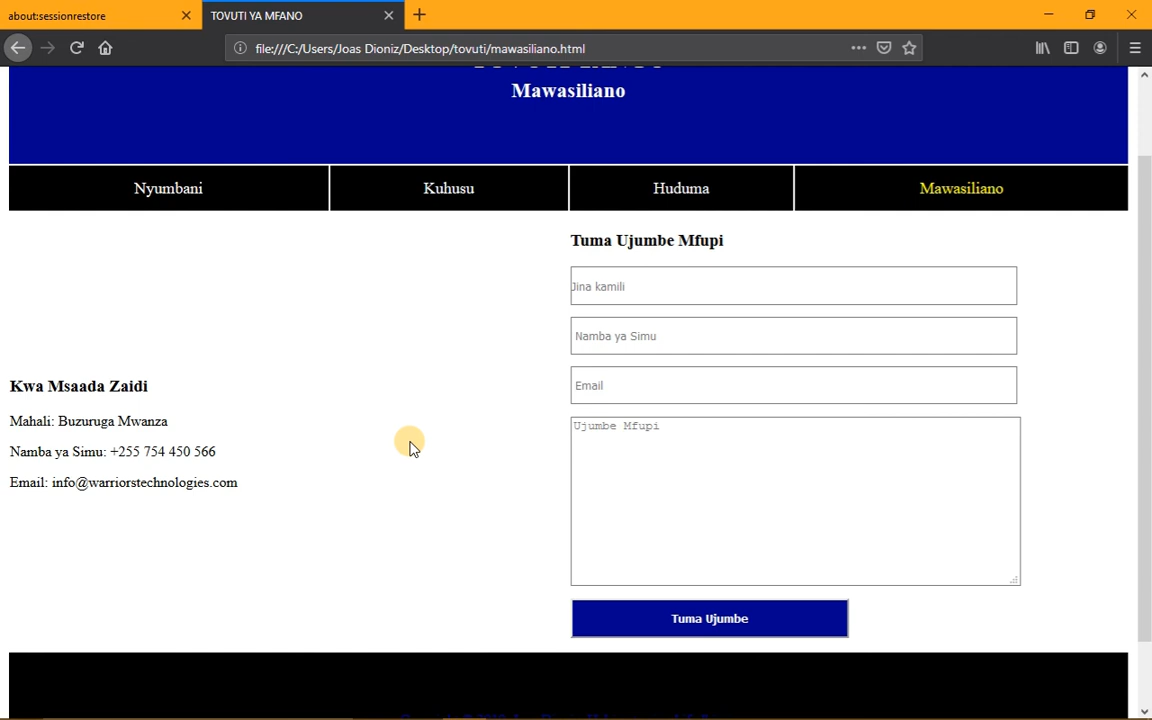 about:sessionrestore
TOVUTI YA MFANO
file:///C:/Users/Joas Dioniz/Desktop/tovuti/mawasiliano.html
Mawasiliano
Nyumbani
Kuhusu
Huduma
Mawasiliano
Tuma Ujumbe Mfupi
Jina kamili
Namba ya Simu
Email
Ujumbe Mfupi
Tuma Ujumbe
Kwa Msaada Zaidi
Mahali: Buzuruga Mwanza
Namba ya Simu: +255 754 450 566
Email: info@warriorstechnologies.com